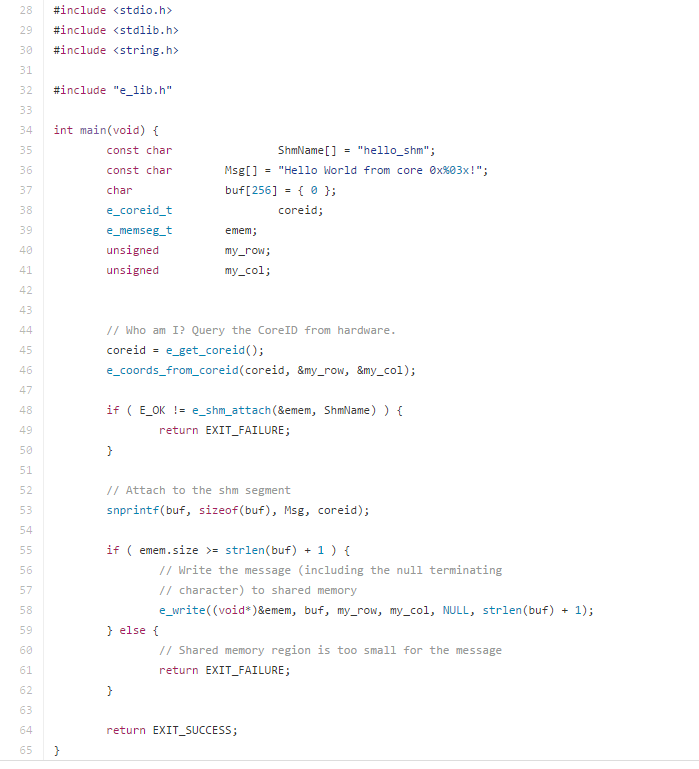 28 #include <stdio.h>
29 #include <stdlib.h>
30 #include <string.h>
31
32 #include "e_lib.h"
33
34 int main(void) {
35 const char ShmName[] = "hello_shm";
36 const char Msg[] = "Hello World from core 0x%03x!";
37 char buf[256] = { 0 };
38 e_coreid_t coreid;
39 e_memseg_t emem;
40 unsigned my_row;
41 unsigned my_col;
42
43
44 // Who am I? Query the CoreID from hardware.
45 coreid = e_get_coreid();
46 e_coords_from_coreid(coreid, &my_row, &my_col);
47
48 if ( E_OK != e_shm_attach(&emem, ShmName) ) {
49 return EXIT_FAILURE;
50 }
51
52 // Attach to the shm segment
53 snprintf(buf, sizeof(buf), Msg, coreid);
54
55 if ( emem.size >= strlen(buf) + 1 ) {
56 // Write the message (including the null terminating
57 // character) to shared memory
58 e_write((void*)&emem, buf, my_row, my_col, NULL, strlen(buf) + 1);
59 } else {
60 // Shared memory region is too small for the message
61 return EXIT_FAILURE;
62 }
63
64 return EXIT_SUCCESS;
65 }